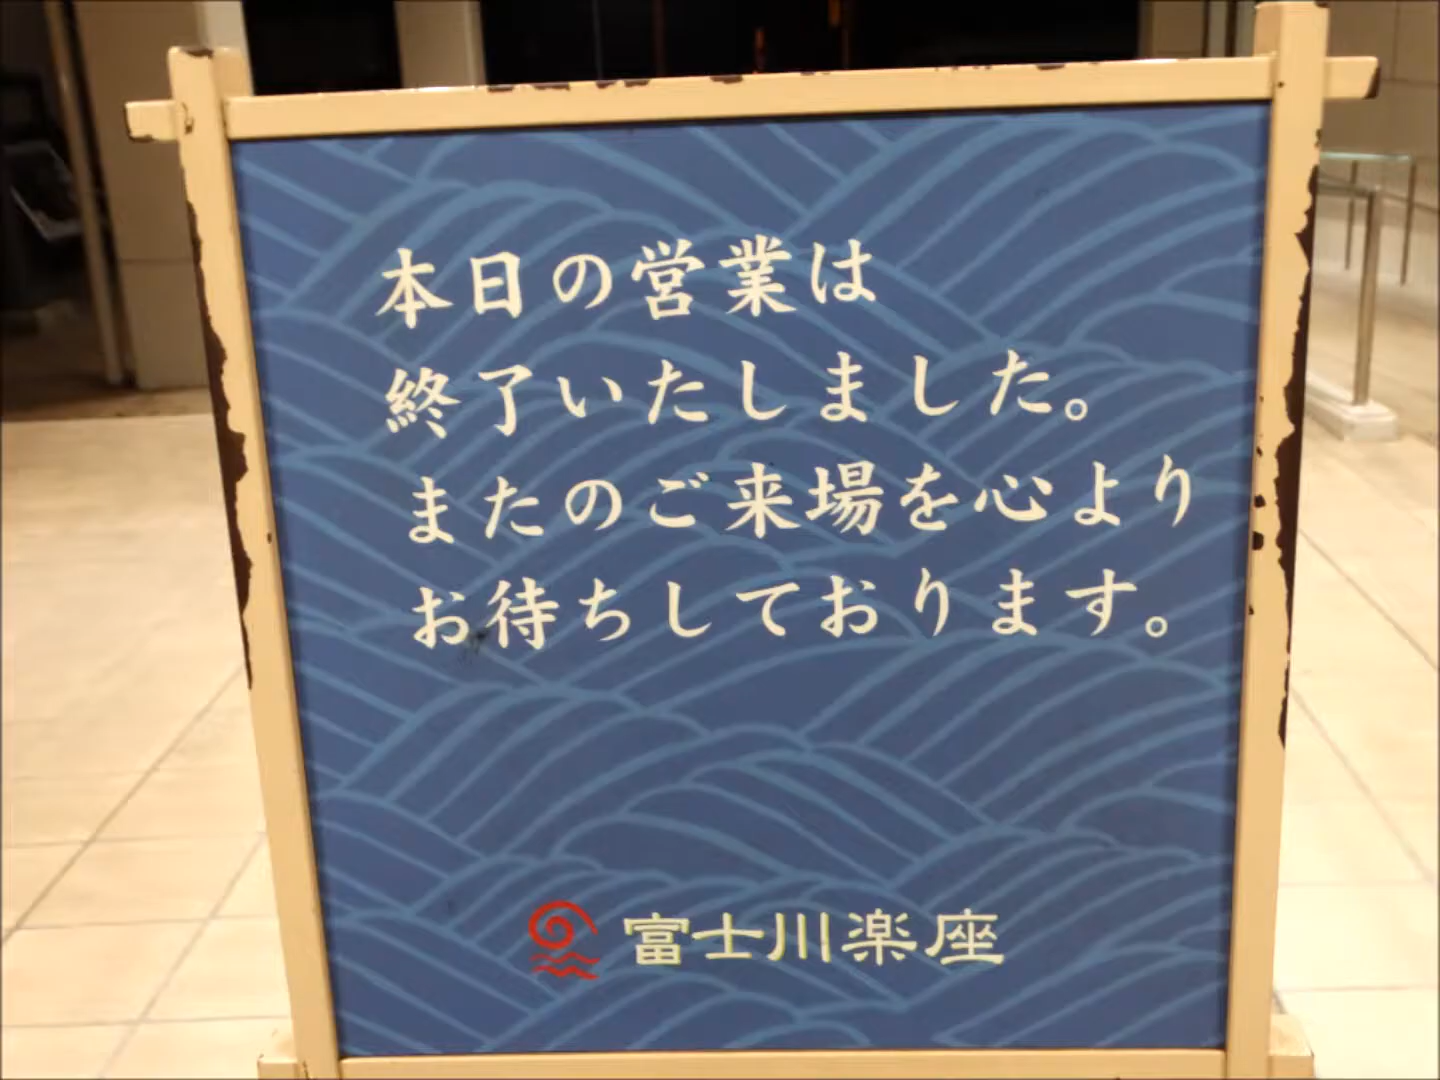 本日の営業は
終了いたしました。
またのご来場を心より
お待ちしております。
富士川楽座